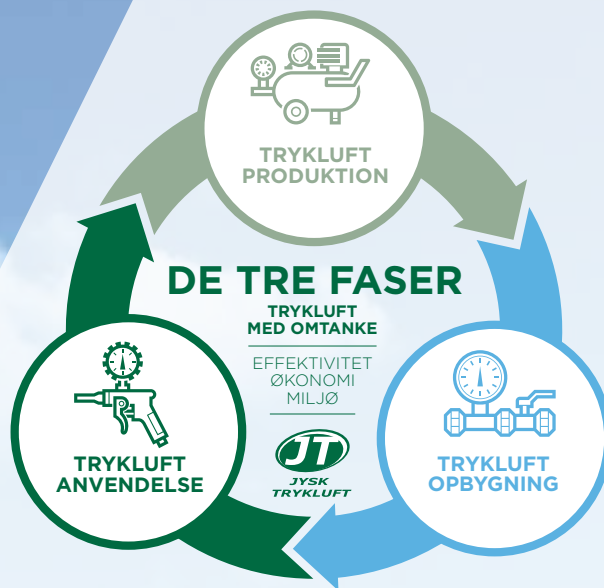 TRYKLUFT
PRODUKTION
DE TRE FASER
TRYKLUFT
MED OMTANKE
EFFEKTIVITET
ØKONOMI
MILJØ
TRYKLUFT
ANVENDELSE
JT
JYSK
TRYKLUFT
TRYKLUFT
OPBYGNING